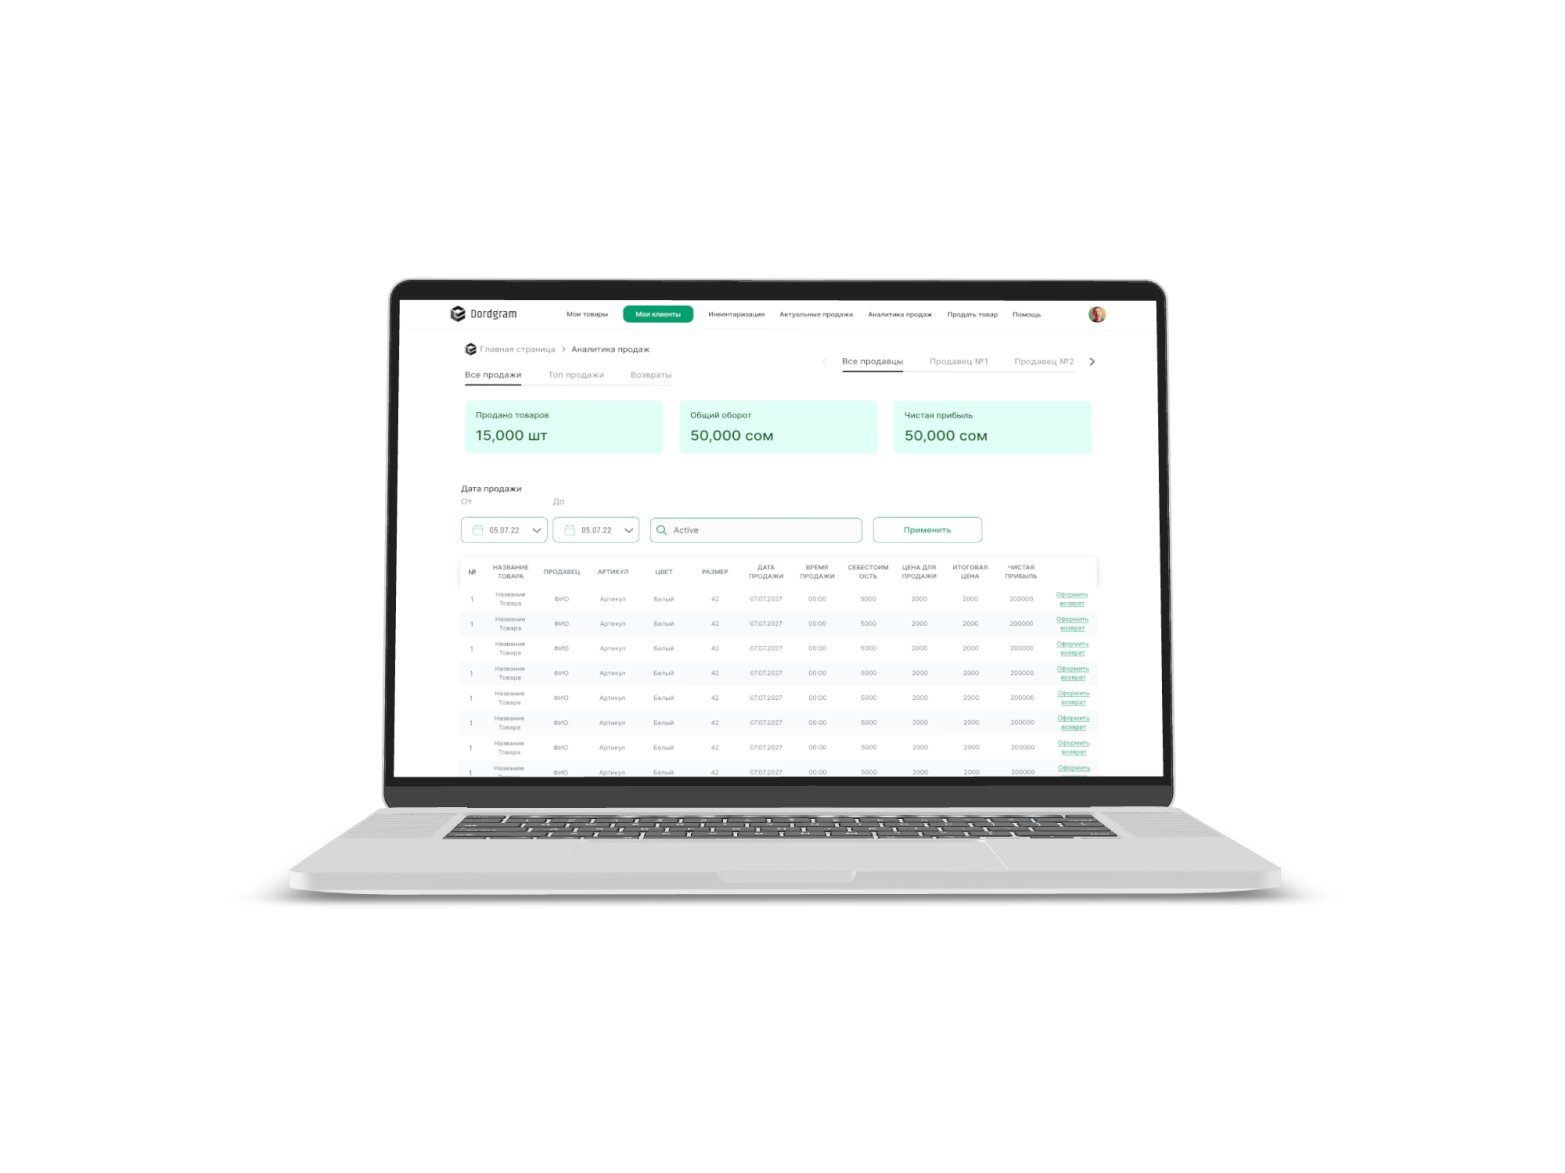 Dordgram Мои товары Мои клиенты Инвентаризация Актуальные продажи Аналитика продаж Продать товар Помощь
Главная страница > Аналитика продаж
Все продавцы Продавец №1 Продавец №2
Все продажи Топ продажи Возвраты
Продано товаров Общий оборот Чистая прибыль
15,000 шт 50,000 сом 50,000 сом
Дата продажи
От До
05.07.22 05.07.22 Active Применить
№ НАЗВАНИЕ ТОВАРА ПРОДАВЕЦ АРТИКУЛ ЦВЕТ РАЗМЕР ДАТА ПРОДАЖИ ВРЕМЯ ПРОДАЖИ СЕБЕСТОИМ ОСТЬ ЦЕНА ДЛЯ ПРОДАЖИ ИТОГОВАЯ ЦЕНА ЧИСТАЯ ПРИБЫЛЬ
1 Название Товара ФИО Артикул Белый 42 07.07.2027 00:00 5000 2000 2000 200000 Оформить возврат
1 Название Товара ФИО Артикул Белый 42 07.07.2027 00:00 5000 2000 2000 200000 Оформить возврат
1 Название Товара ФИО Артикул Белый 42 07.07.2027 00:00 5000 2000 2000 200000 Оформить возврат
1 Название Товара ФИО Артикул Белый 42 07.07.2027 00:00 5000 2000 2000 200000 Оформить возврат
1 Название Товара ФИО Артикул Белый 42 07.07.2027 00:00 5000 2000 2000 200000 Оформить возврат
1 Название Товара ФИО Артикул Белый 42 07.07.2027 00:00 5000 2000 2000 200000 Оформить возврат
1 Название Товара ФИО Артикул Белый 42 07.07.2027 00:00 5000 2000 2000 200000 Оформить возврат
1 Название ФИО Артикул Белый 42 07.07.2027 00:00 5000 2000 2000 200000 Оформить